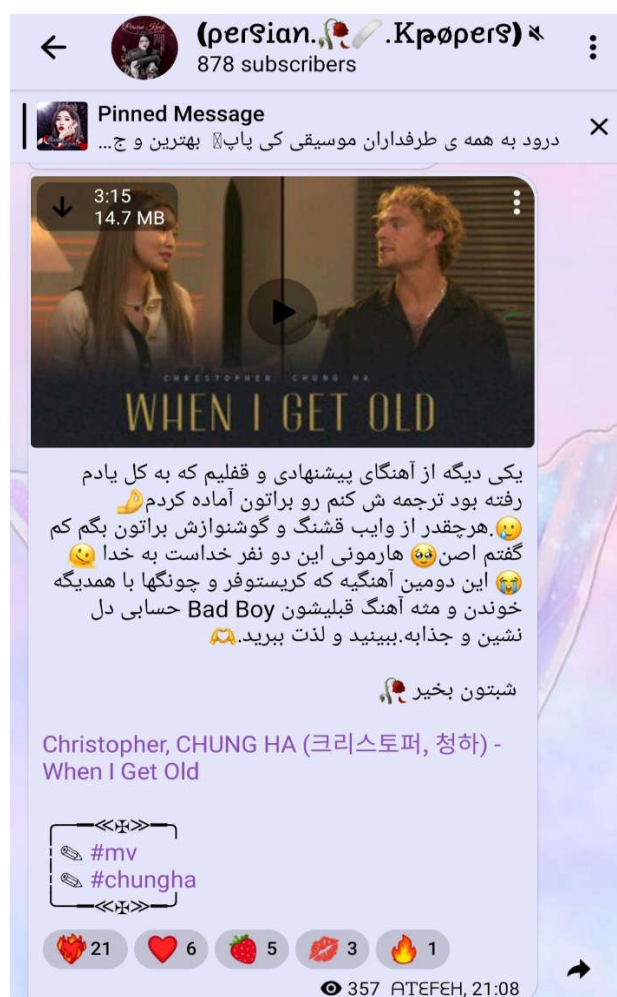 (ρєɾꕶiαn.🥀🩹.Kթøρєɾꕶ)
878 subscribers
Pinned Message
درود به همه ی طرفداران موسیقی کی پاپ بهترین و ج...
3:15
14.7 MB
CHRISTOPHER CHUNG HA
WHEN I GET OLD
یکی دیگه از آهنگای پیشنهادی و قفلیم که به کل یادم
رفته بود ترجمه ش کنم رو براتون آماده کردم🤌
🥲.هرچقدر از وایب قشنگ و گوشنوازش براتون بگم کم
گفتم اصن🥹 هارمونی این دو نفر خداست به خدا 🫠
😭 این دومین آهنگیه که کریستوفر و چونگها با همدیگه
خوندن و مثه آهنگ قبلیشون Bad Boy حسابی دل
نشین و جذابه.ببینید و لذت ببرید.🫶
شبتون بخیر 🥀
Christopher, CHUNG HA (크리스토퍼, 청하) -
When I Get Old
╭━━≪✠≫━━╮
✎ #mv
✎ #chungha
╰━━≪✠≫━━╯
❤️‍🔥 21 ❤️ 6 🍓 5 💋 3 🔥 1
357 ᗩTEFEH, 21:08